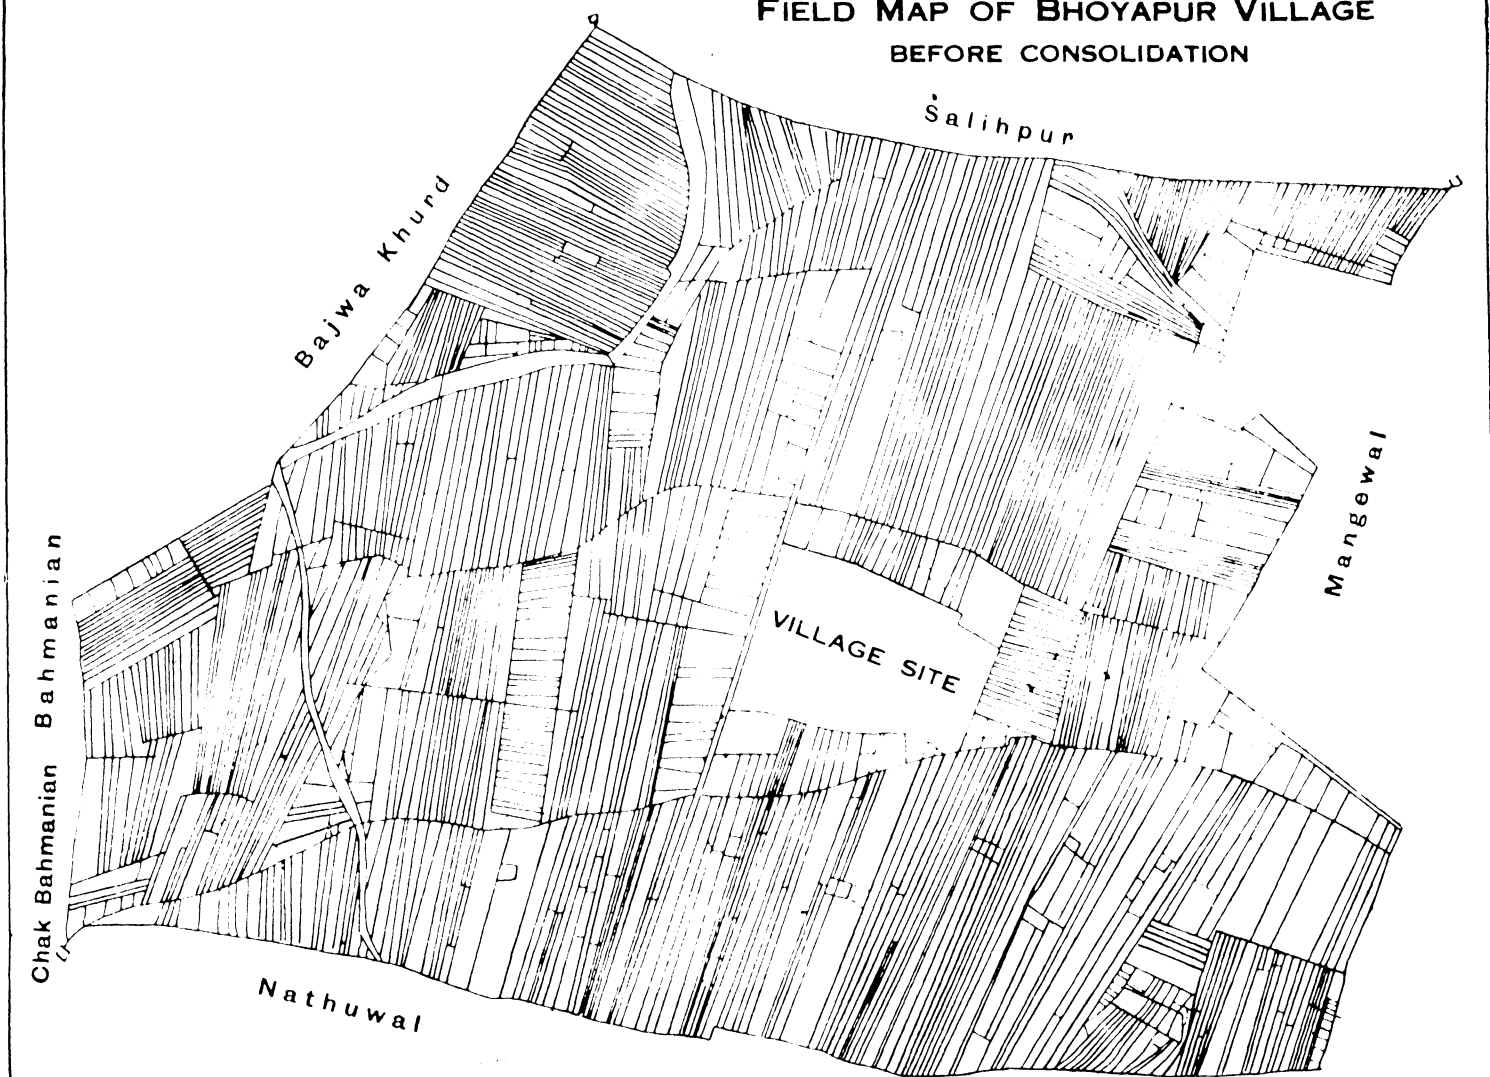 FIELD MAP OF BHOYAPUR VILLAGE
BEFORE CONSOLIDATION
Salihpur
Bajwa Khurd
Mangewal
Bahmanian
VILLAGE SITE
Chak Bahmanian
Nathuwal